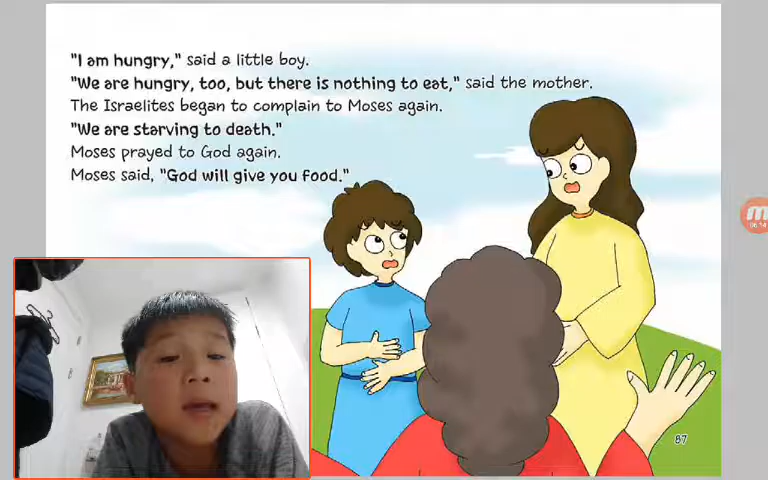 "I am hungry," said a little boy.
"We are hungry, too, but there is nothing to eat," said the mother.
The Israelites began to complain to Moses again.
"We are starving to death."
Moses prayed to God again.
Moses said, "God will give you food."
87